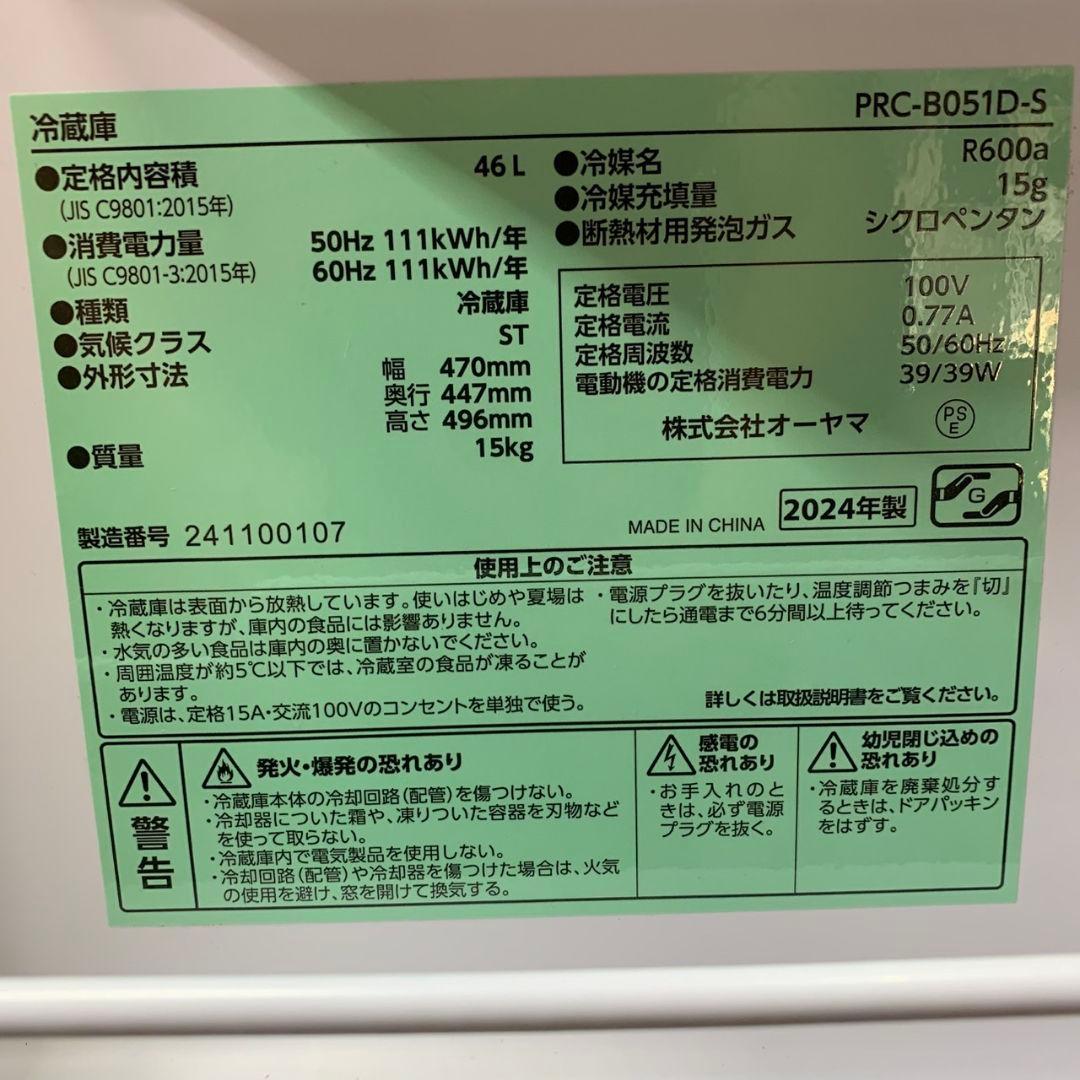 冷蔵庫
PRC-B051D-S
●定格内容積 46L
(JIS C9801:2015年)
●消費電力量 50Hz 111kWh/年
(JIS C9801-3:2015年) 60Hz 111kWh/年
●種類 冷蔵庫
●気候クラス ST
●外形寸法 幅 470mm
奥行 447mm
高さ 496mm
●質量 15kg
●冷媒名 R600a
●冷媒充填量 15g
●断熱材用発泡ガス シクロペンタン
定格電圧 100V
定格電流 0.77A
定格周波数 50/60Hz
電動機の定格消費電力 39/39W
株式会社オーヤマ
PS
E
製造番号 241100107
MADE IN CHINA
2024年製
G
使用上のご注意
・冷蔵庫は表面から放熱しています。使いはじめや夏場は
熱くなりますが、庫内の食品には影響ありません。
・水気の多い食品は庫内の奥に置かないでください。
・周囲温度が約5℃以下では、冷蔵室の食品が凍ることが
あります。
・電源は、定格15A・交流100Vのコンセントを単独で使う。
・電源プラグを抜いたり、温度調節つまみを『切』
にしたら通電まで6分間以上待ってください。
詳しくは取扱説明書をご覧ください。
警告
発火・爆発の恐れあり
・冷蔵庫本体の冷却回路(配管)を傷つけない。
・冷却器についた霜や、凍りついた容器を刃物など
を使って取らない。
・冷蔵庫内で電気製品を使用しない。
・冷却回路(配管)や冷却器を傷つけた場合は、火気
の使用を避け、窓を開けて換気する。
感電の
恐れあり
・お手入れのと
きは、必ず電源
プラグを抜く。
幼児閉じ込めの
恐れあり
・冷蔵庫を廃棄処分す
るときは、ドアパッキン
をはずす。